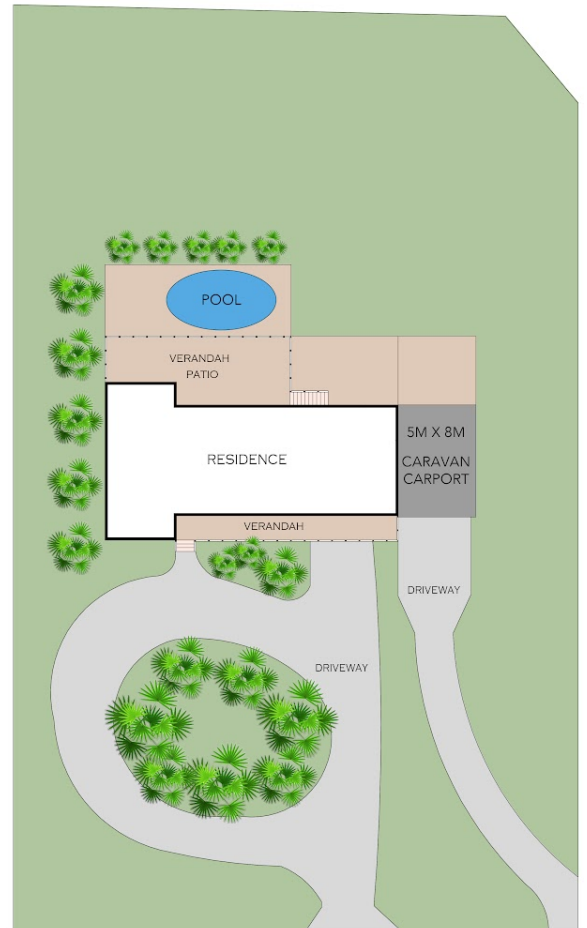 POOL
VERANDAH
PATIO
RESIDENCE
5M X 8M
CARAVAN
CARPORT
VERANDAH
DRIVEWAY
DRIVEWAY